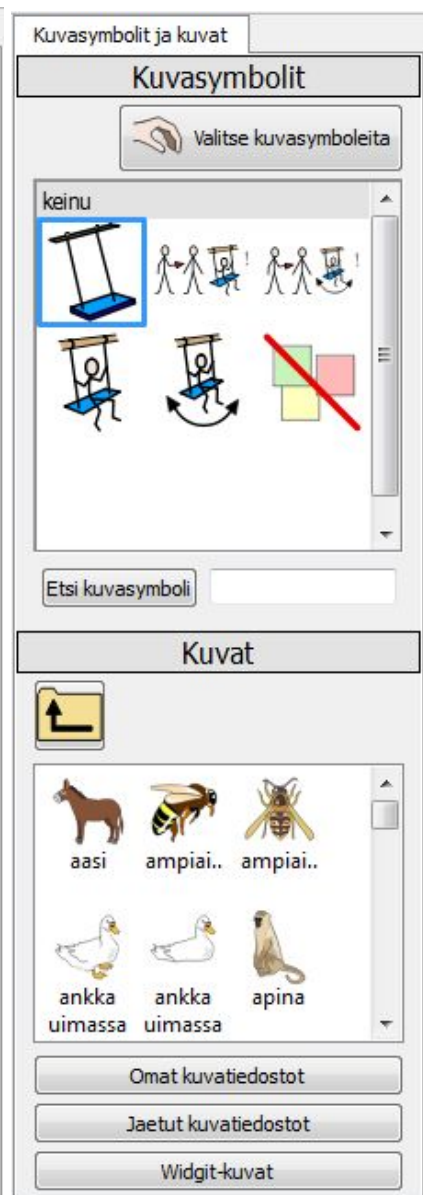 Kuvasymbolit ja kuvat
Kuvasymbolit
Valitse kuvasymboleita
keinu
! !
Etsi kuvasymboli
Kuvat
aasi ampiai.. ampiai..
ankka ankka apina
uimassa uimassa
Omat kuvatiedostot
Jaetut kuvatiedostot
Widgit-kuvat